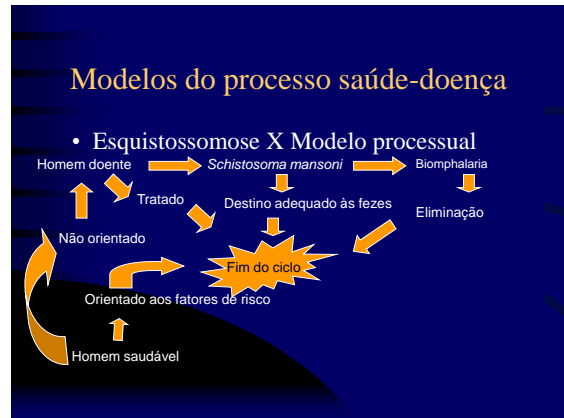 Modelos do processo saúde-doença
• Esquistossomose X Modelo processual
Homem doente
Schistosoma mansoni
Biomphalaria
Tratado
Destino adequado às fezes
Eliminação
Não orientado
Fim do ciclo
Orientado aos fatores de risco
Homem saudável